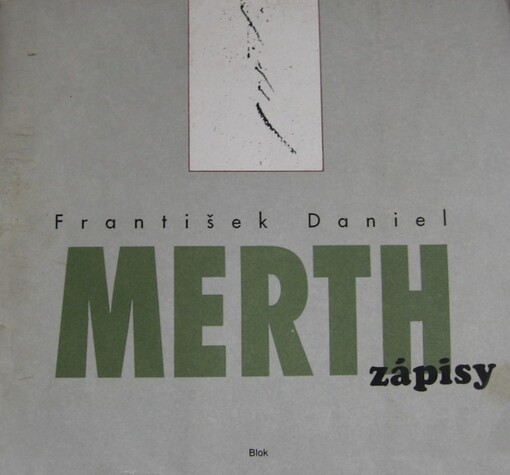 František Daniel
MERTH
zápisy
Blok